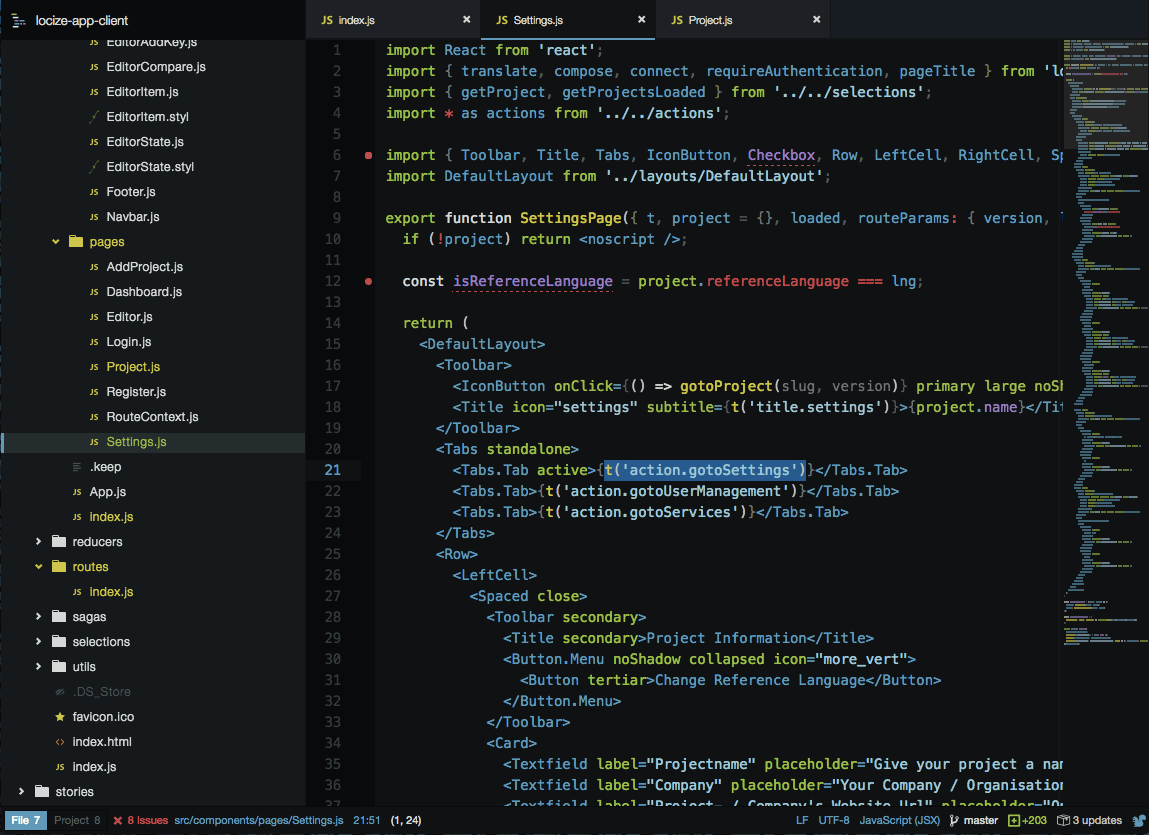 locize-app-client
EditorAddKey.js
EditorCompare.js
EditorItem.js
EditorItem.styl
EditorState.js
EditorState.styl
Footer.js
Navbar.js
pages
AddProject.js
Dashboard.js
Editor.js
Login.js
Project.js
Register.js
RouteContext.js
Settings.js
.keep
App.js
index.js
reducers
routes
index.js
sagas
selections
utils
.DS_Store
favicon.ico
index.html
index.js
stories
JS index.js × JS Settings.js × JS Project.js ×
1 import React from 'react';
2 import { translate, compose, connect, requireAuthentication, pageTitle } from 'lo
3 import { getProject, getProjectsLoaded } from '../../selections';
4 import * as actions from '../../actions';
5
6 import { Toolbar, Title, Tabs, IconButton, Checkbox, Row, LeftCell, RightCell, Sp
7 import DefaultLayout from '../layouts/DefaultLayout';
8
9 export function SettingsPage({ t, project = {}, loaded, routeParams: { version, l
10 if (!project) return <noscript />;
11
12 const isReferenceLanguage = project.referenceLanguage === lng;
13
14 return (
15 <DefaultLayout>
16 <Toolbar>
17 <IconButton onClick={() => gotoProject(slug, version)} primary large noSh
18 <Title icon="settings" subtitle={t('title.settings')}>{project.name}</Tit
19 </Toolbar>
20 <Tabs standalone>
21 <Tabs.Tab active>{t('action.gotoSettings')}</Tabs.Tab>
22 <Tabs.Tab>{t('action.gotoUserManagement')}</Tabs.Tab>
23 <Tabs.Tab>{t('action.gotoServices')}</Tabs.Tab>
24 </Tabs>
25 <Row>
26 <LeftCell>
27 <Spaced close>
28 <Toolbar secondary>
29 <Title secondary>Project Information</Title>
30 <Button.Menu noShadow collapsed icon="more_vert">
31 <Button tertiar>Change Reference Language</Button>
32 </Button.Menu>
33 </Toolbar>
34 <Card>
35 <Textfield label="Projectname" placeholder="Give your project a nam
36 <Textfield label="Company" placeholder="Your Company / Organisation
37 <Textfield label="Project- / Company's Website Url" placeholder="On
File 7 Project 8 × 8 Issues src/components/pages/Settings.js 21:51 (1, 24) LF UTF-8 JavaScript (JSX) master +203 3 updates